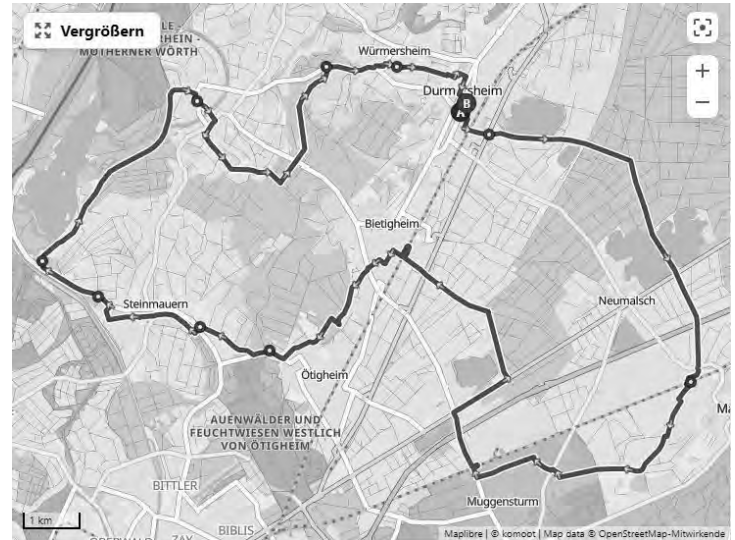 Vergrößern
MOTHERNER WÖRTH
Würmersheim
Durmersheim
B
A
Bietigheim
Steinmauern
Neumalsch
Ötigheim
AUENWÄLDER UND
FEUCHTWIESEN WESTLICH
VON ÖTIGHEIM
BITTLER
Muggensturm
1 km
BIBLIS
ZAY
Maplibre | © komoot | Map data © OpenStreetMap-Mitwirkende